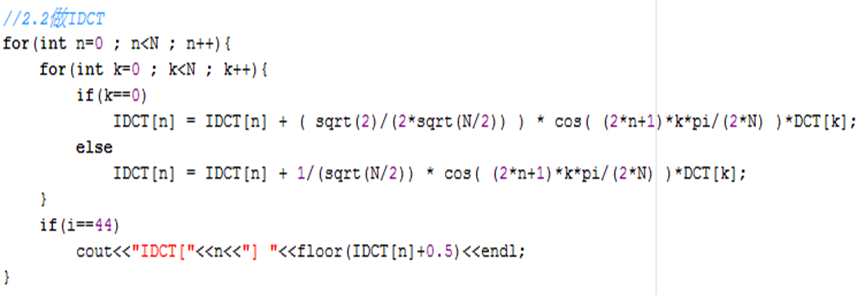 //2.2做IDCT
for(int n=0 ; n<N ; n++){
    for(int k=0 ; k<N ; k++){
        if(k==0)
            IDCT[n] = IDCT[n] + ( sqrt(2)/(2*sqrt(N/2)) ) * cos( (2*n+1)*k*pi/(2*N) )*DCT[k];
        else
            IDCT[n] = IDCT[n] + 1/(sqrt(N/2)) * cos( (2*n+1)*k*pi/(2*N) )*DCT[k];
    }
    if(i==44)
        cout<<"IDCT["<<n<<"] "<<floor(IDCT[n]+0.5)<<endl;
}